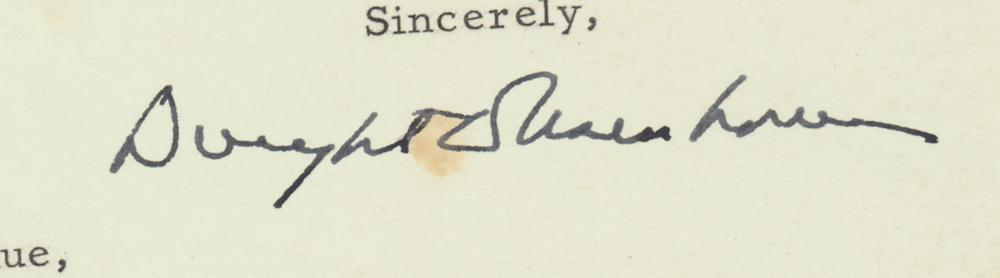 Sincerely,
Dwight D Eisenhower
ue,